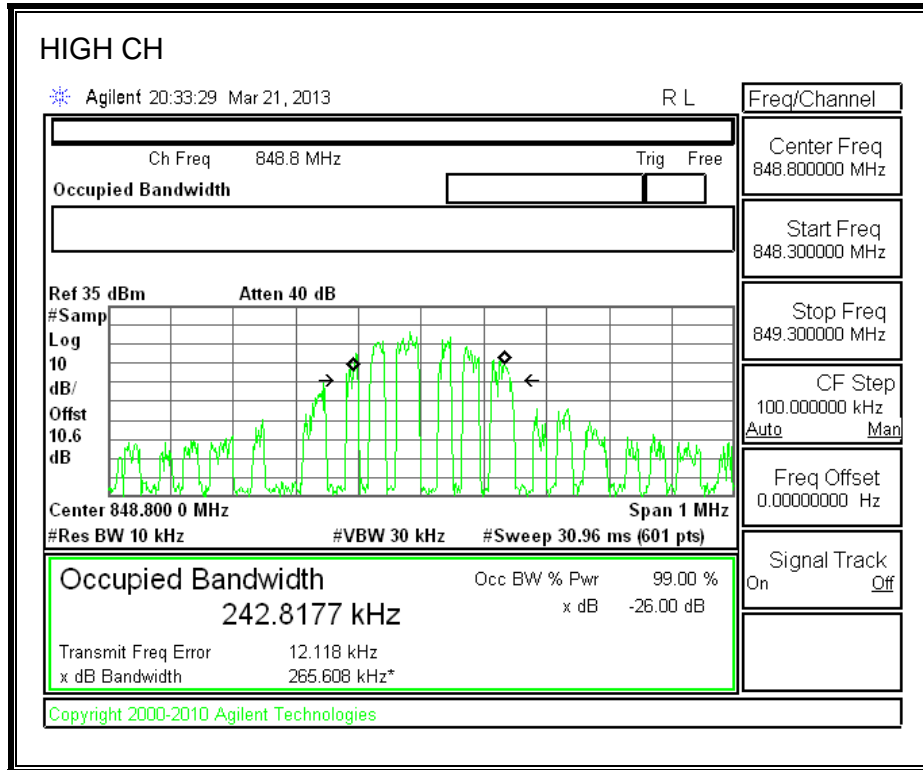 HIGH CH
Agilent 20:33:29 Mar 21, 2013 R L
Freq/Channel
Ch Freq 848.8 MHz Trig Free
Occupied Bandwidth
Center Freq
848.800000 MHz
Start Freq
848.300000 MHz
Stop Freq
849.300000 MHz
CF Step
100.000000 kHz
Auto Man
Freq Offset
0.00000000 Hz
Signal Track
On Off
Ref 35 dBm Atten 40 dB
#Samp
Log
10
dB/
Offst
10.6
dB
Center 848.800 0 MHz Span 1 MHz
#Res BW 10 kHz #VBW 30 kHz #Sweep 30.96 ms (601 pts)
Occupied Bandwidth Occ BW % Pwr 99.00 %
242.8177 kHz x dB -26.00 dB
Transmit Freq Error 12.118 kHz
x dB Bandwidth 265.608 kHz*
Copyright 2000-2010 Agilent Technologies